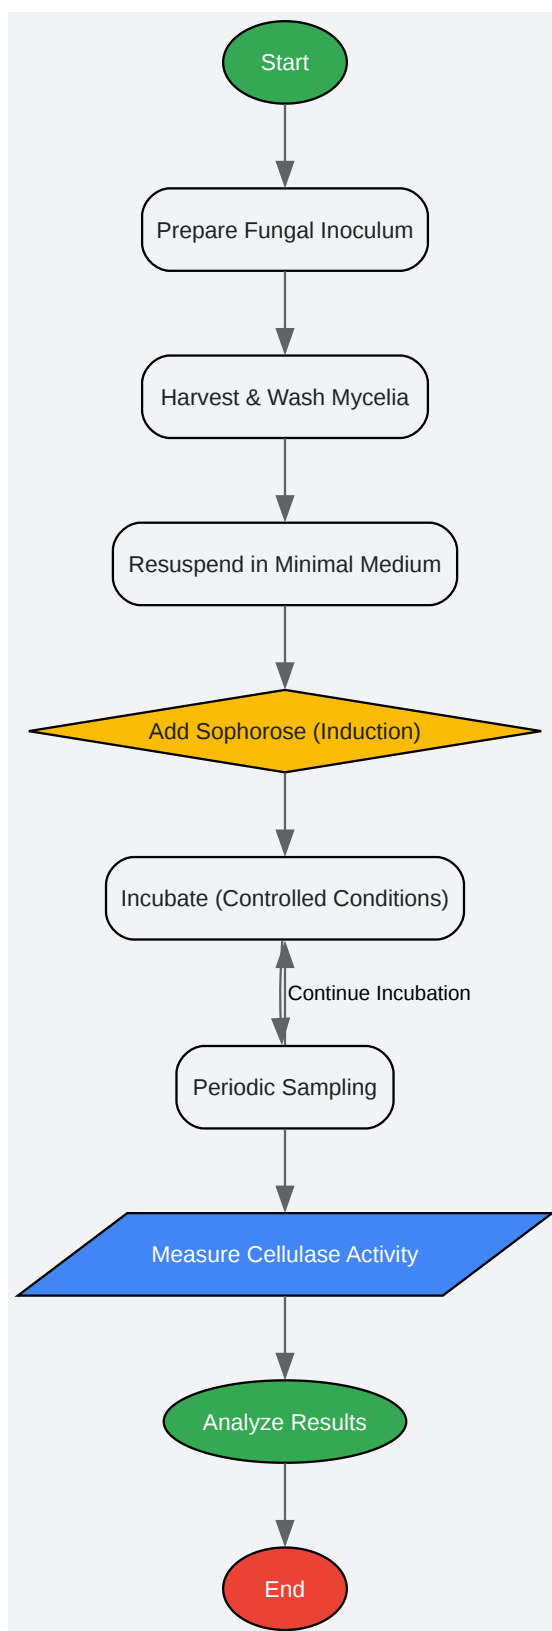 Start
Prepare Fungal Inoculum
Harvest & Wash Mycelia
Resuspend in Minimal Medium
Add Sophorose (Induction)
Incubate (Controlled Conditions)
Continue Incubation
Periodic Sampling
Measure Cellulase Activity
Analyze Results
End